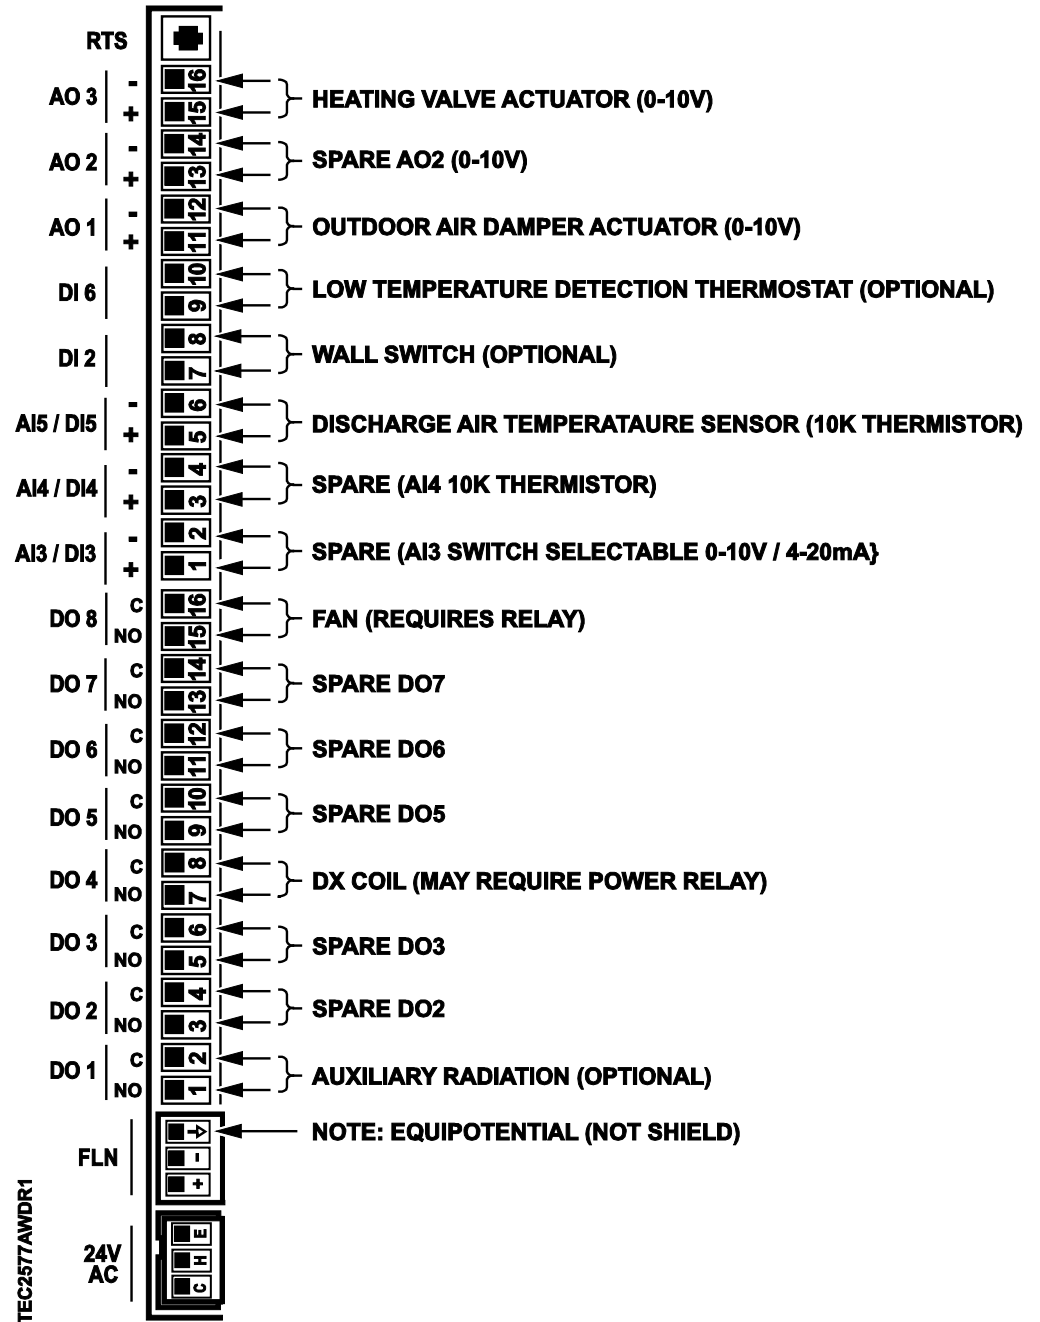 RTS
AO 3 - 16 HEATING VALVE ACTUATOR (0-10V)
+ 15
AO 2 - 14 SPARE AO2 (0-10V)
+ 13
AO 1 - 12 OUTDOOR AIR DAMPER ACTUATOR (0-10V)
+ 11
DI 6 10 LOW TEMPERATURE DETECTION THERMOSTAT (OPTIONAL)
9
DI 2 8 WALL SWITCH (OPTIONAL)
7
AI5 / DI5 - 6 DISCHARGE AIR TEMPERATAURE SENSOR (10K THERMISTOR)
+ 5
AI4 / DI4 - 4 SPARE (AI4 10K THERMISTOR)
+ 3
AI3 / DI3 - 2 SPARE (AI3 SWITCH SELECTABLE 0-10V / 4-20mA}
+ 1
DO 8 C 16 FAN (REQUIRES RELAY)
NO 15
DO 7 C 14 SPARE DO7
NO 13
DO 6 C 12 SPARE DO6
NO 11
DO 5 C 10 SPARE DO5
NO 9
DO 4 C 8 DX COIL (MAY REQUIRE POWER RELAY)
NO 7
DO 3 C 6 SPARE DO3
NO 5
DO 2 C 4 SPARE DO2
NO 3
DO 1 C 2 AUXILIARY RADIATION (OPTIONAL)
NO 1
NOTE: EQUIPOTENTIAL (NOT SHIELD)
FLN -
+
E
24V H
AC C
TEC2577AWDR1